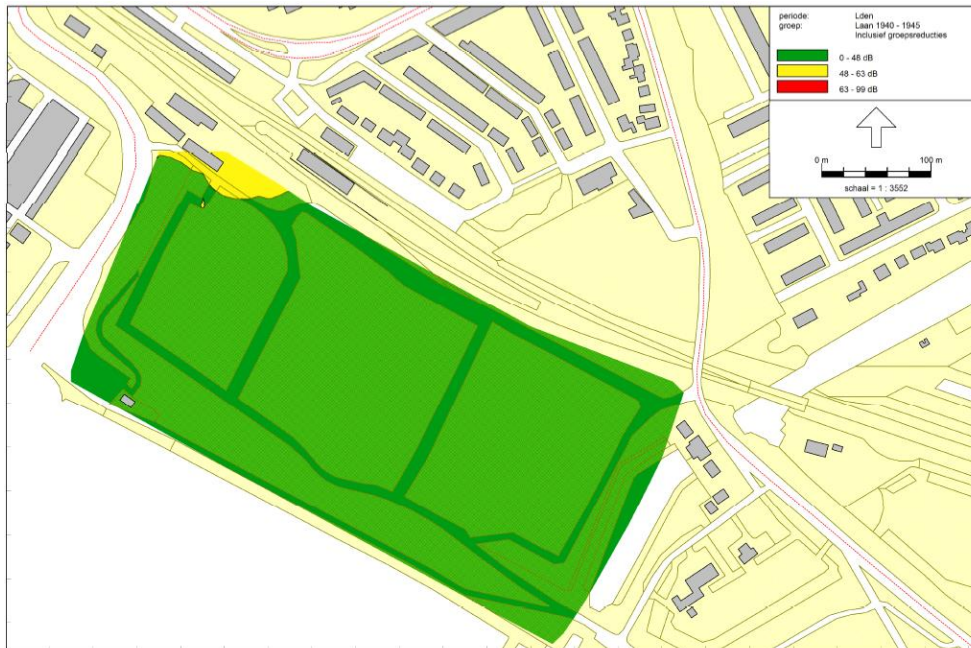 periode: Lden
groep: Laan 1940 - 1945
Inclusief groepsreducties
0 - 48 dB
48 - 63 dB
63 - 99 dB
0 m 100 m
schaal = 1 : 3552